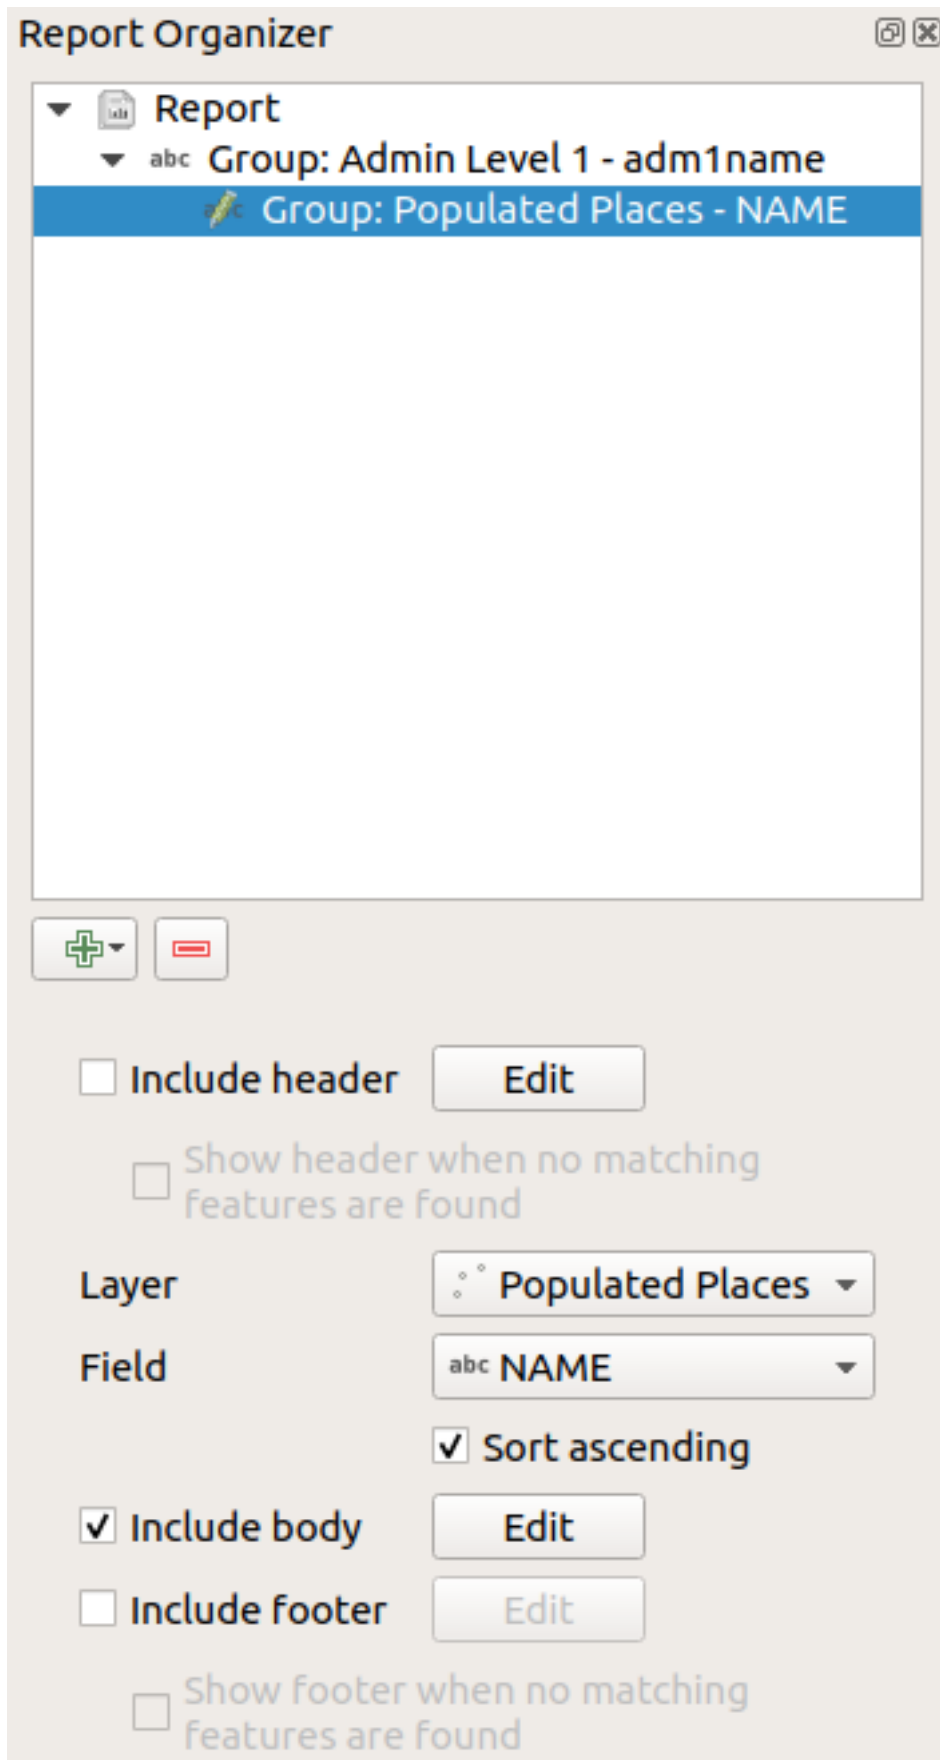 Report Organizer
Report
abc Group: Admin Level 1 - adm1name
Group: Populated Places - NAME
Include header Edit
Show header when no matching
features are found
Layer Populated Places
Field abc NAME
Sort ascending
Include body Edit
Include footer Edit
Show footer when no matching
features are found